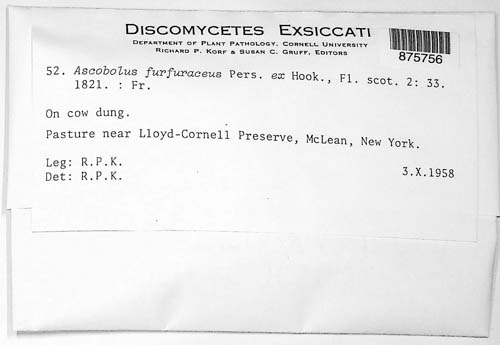 DISCOMYCETES EXSICCATI
DEPARTMENT OF PLANT PATHOLOGY, CORNELL UNIVERSITY
RICHARD P. KORF & SUSAN C. GRUFF, EDITORS
875756
52. Ascobolus furfuraceus Pers. ex Hook., Fl. scot. 2: 33.
1821. : Fr.
On cow dung.
Pasture near Lloyd-Cornell Preserve, McLean, New York.
Leg: R.P.K.
Det: R.P.K.
3.X.1958